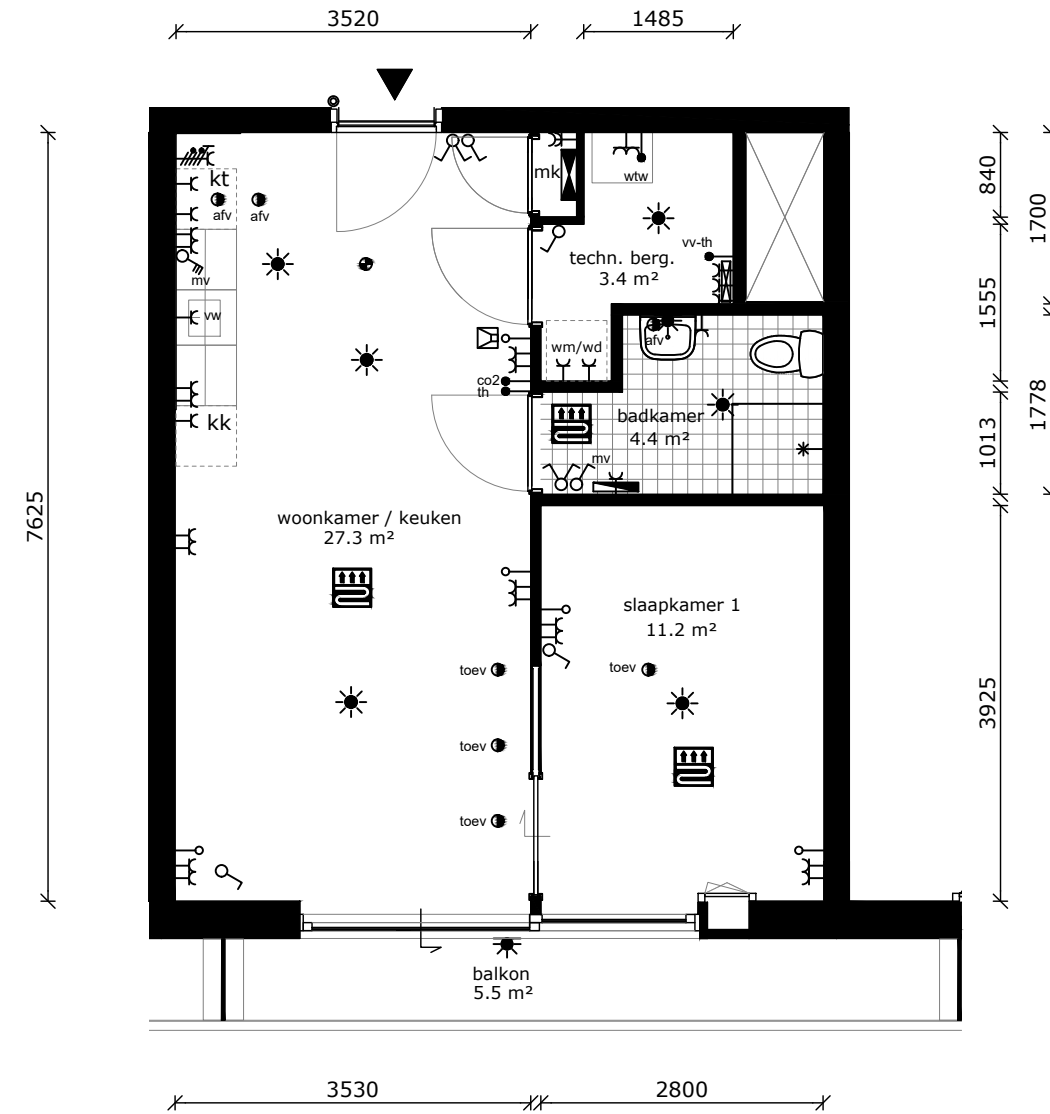 3520
1485
kt
afv
afv
mk
wtw
840
1700
techn. berg.
3.4 m²
vv-th
mv
vw
wm/wd
afv
1555
co2
th
kk
badkamer
4.4 m²
mv
1013
1778
7625
woonkamer / keuken
27.3 m²
slaapkamer 1
11.2 m²
toev
toev
toev
toev
3925
balkon
5.5 m²
3530
2800